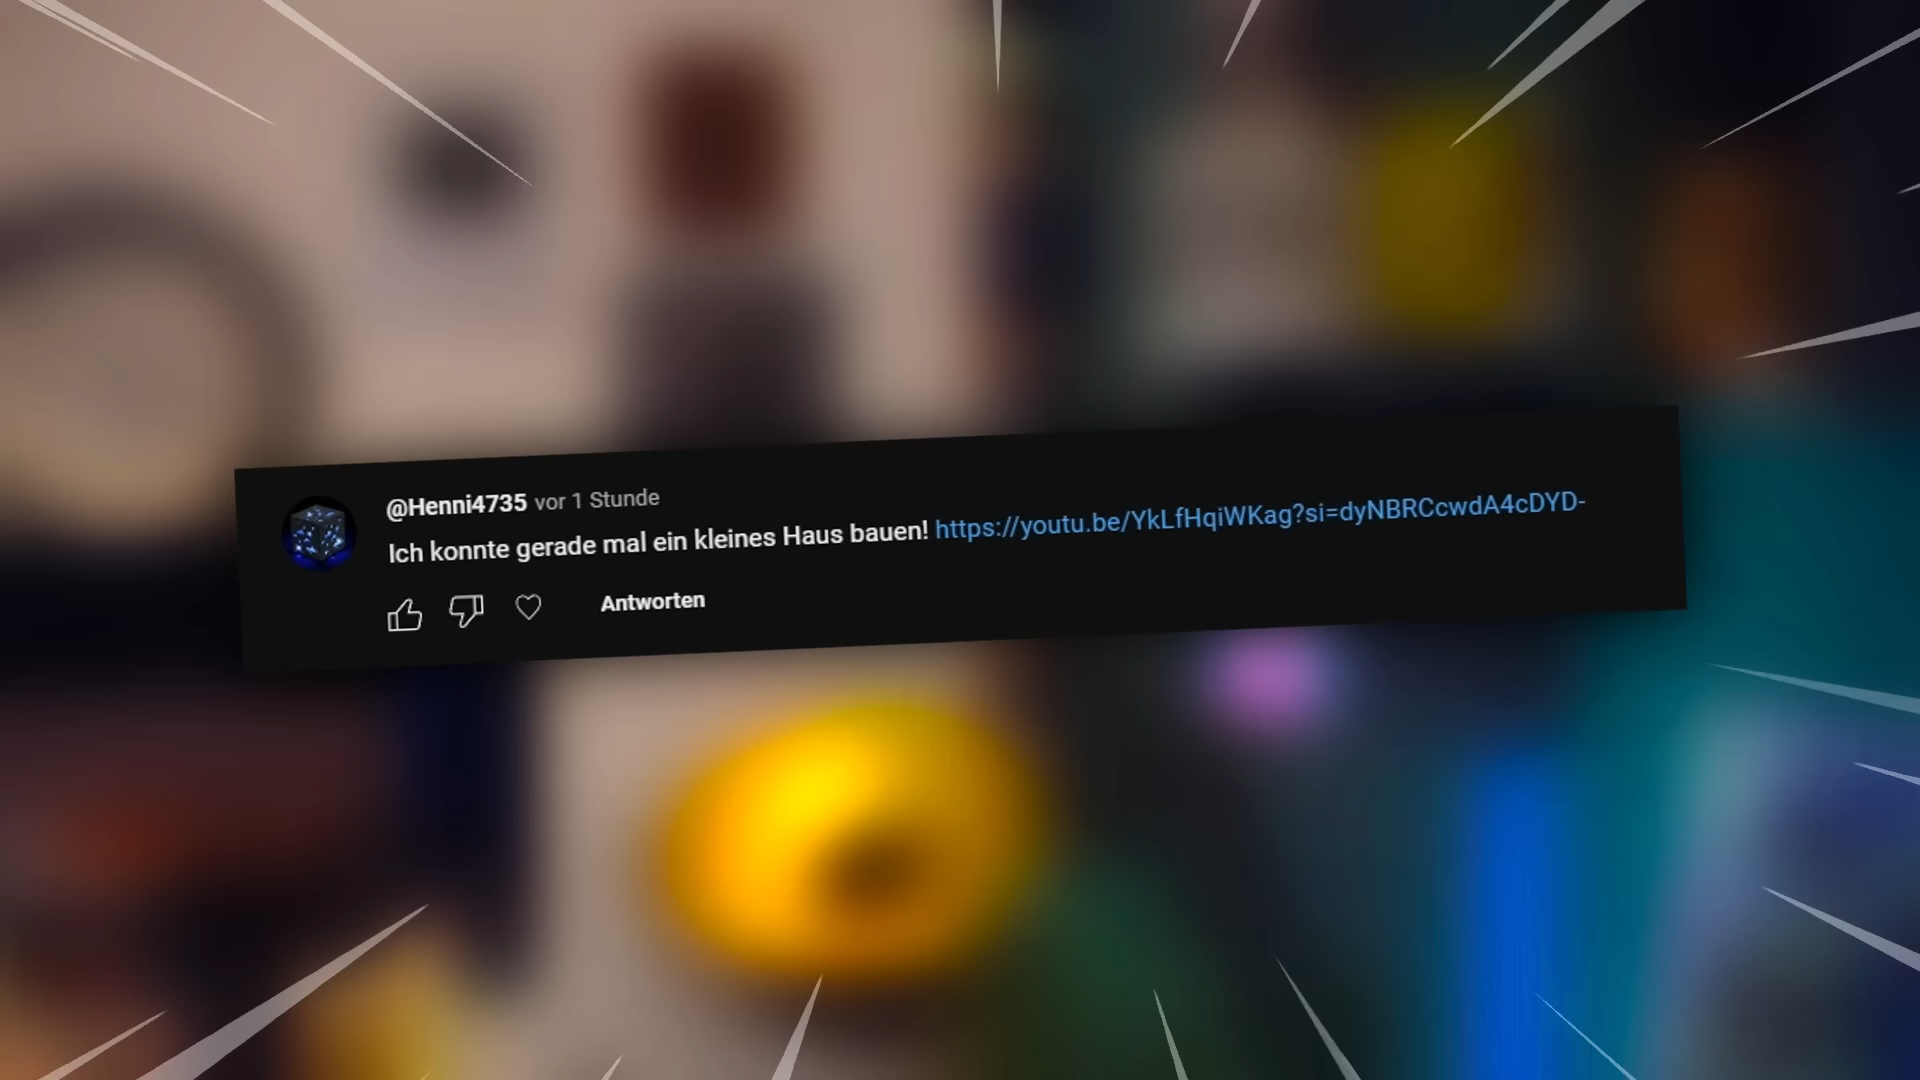 @Henni4735 vor 1 Stunde
Ich konnte gerade mal ein kleines Haus bauen! https://youtu.be/YkLfHqiWKag?si=dyNBRCcwdA4cDYD-
Antworten